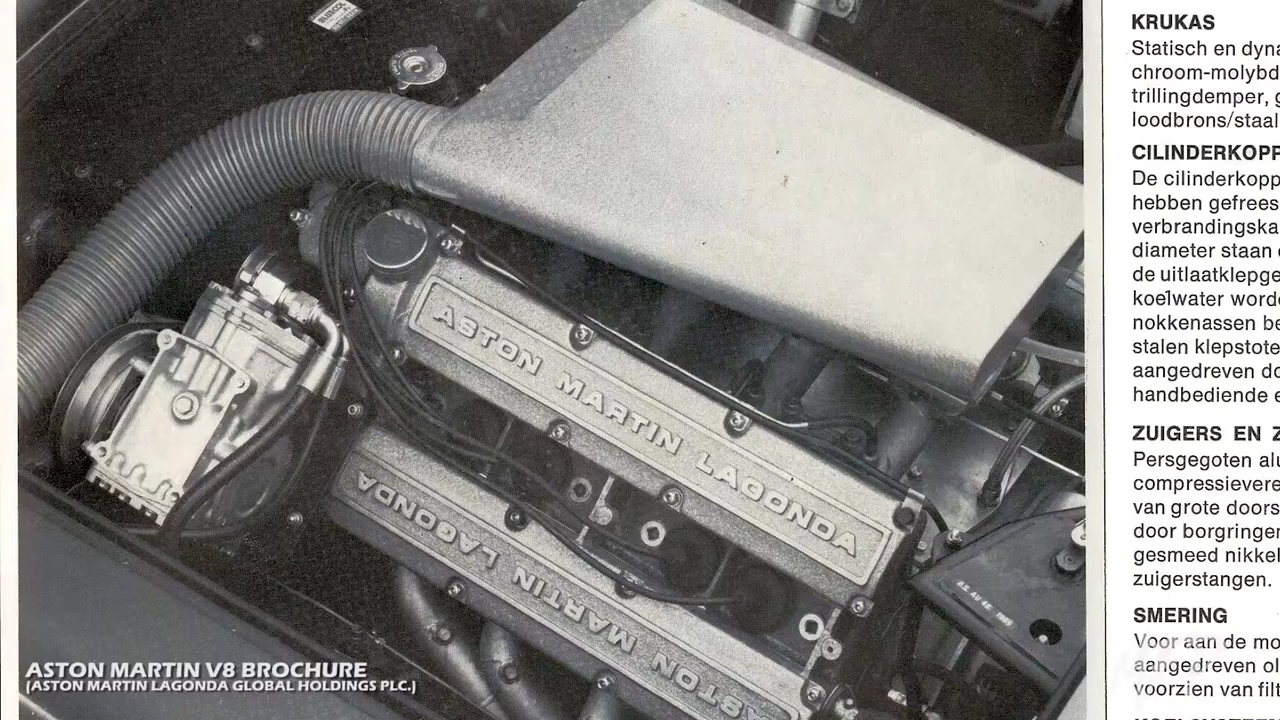 ASTON MARTIN LAGONDA
ASTON MARTIN LAGONDA
ASTON MARTIN V8 BROCHURE
(ASTON MARTIN LAGONDA GLOBAL HOLDINGS PLC.)
KRUKAS
Statisch en dyna
chroom-molybd
trillingdemper, g
loodbrons/staal
CILINDERKOPP
De cilinderkopp
hebben gefrees
verbrandingska
diameter staan
de uitlaatklepge
koelwater word
nokkenassen be
stalen klepstote
aangedreven do
handbediende e
ZUIGERS EN Z
Persgegoten alu
compressievere
van grote doors
door borgringen
gesmeed nikkel
zuigerstangen.
SMERING
Voor aan de mo
aangedreven ol
voorzien van filt